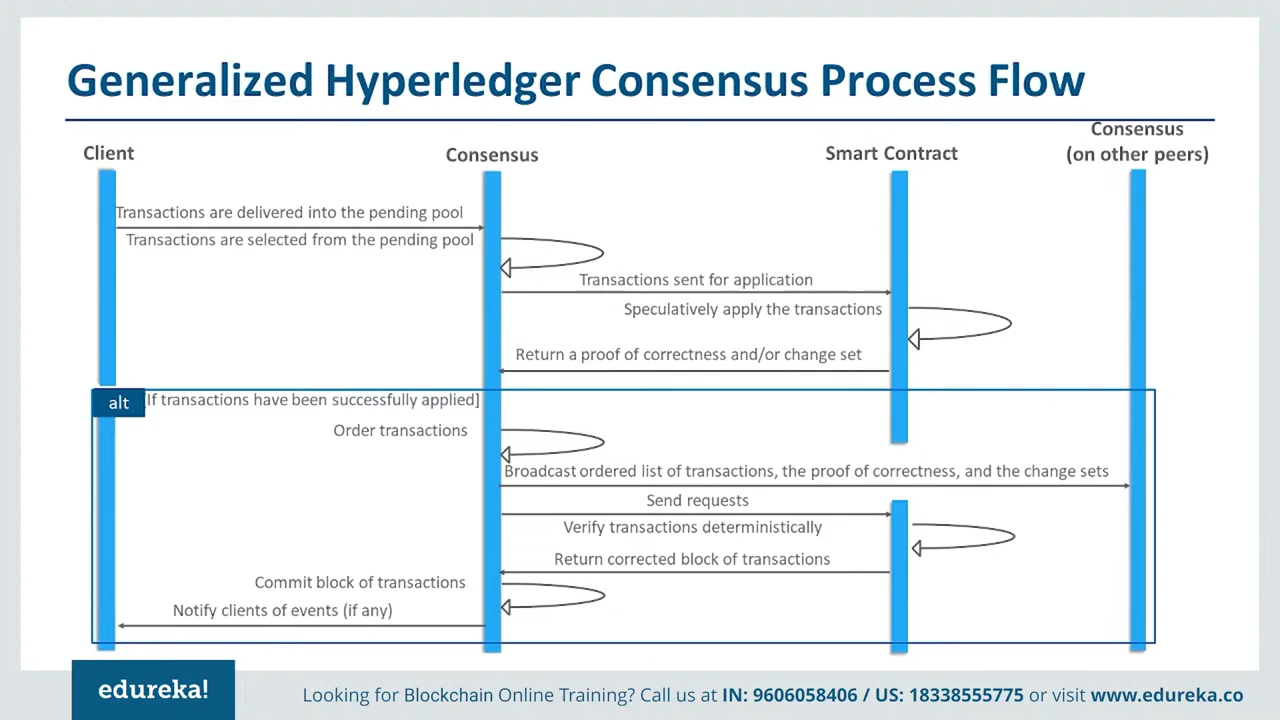 Generalized Hyperledger Consensus Process Flow
Client
Consensus
Smart Contract
Consensus
(on other peers)
Transactions are delivered into the pending pool
Transactions are selected from the pending pool
Transactions sent for application
Speculatively apply the transactions
Return a proof of correctness and/or change set
alt
[If transactions have been successfully applied]
Order transactions
Broadcast ordered list of transactions, the proof of correctness, and the change sets
Send requests
Verify transactions deterministically
Return corrected block of transactions
Commit block of transactions
Notify clients of events (if any)
edureka!
Looking for Blockchain Online Training? Call us at IN: 9606058406 / US: 18338555775 or visit www.edureka.co